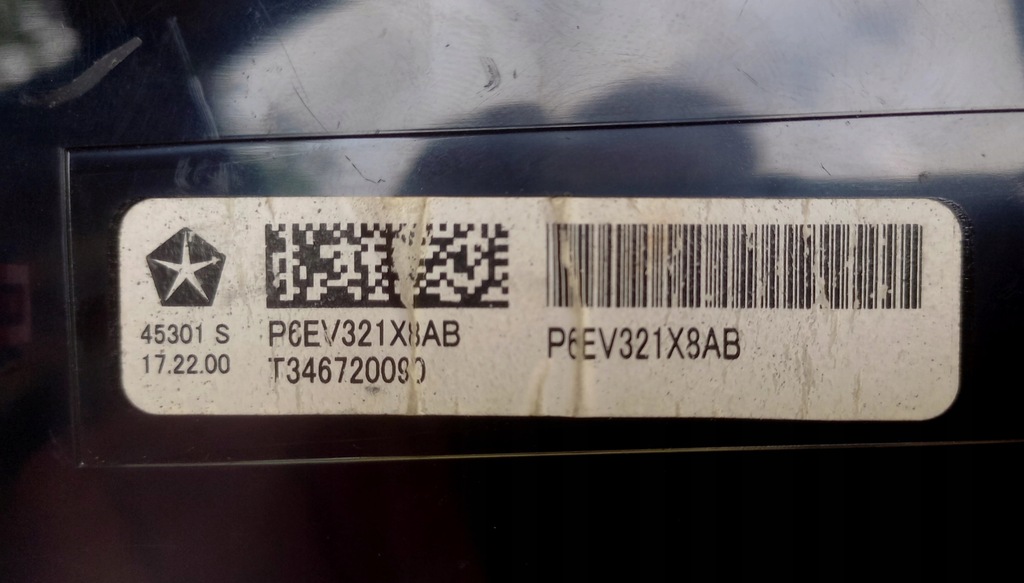 45301 S
17.22.00
P6EV321X8AB
T346720090
P6EV321X8AB